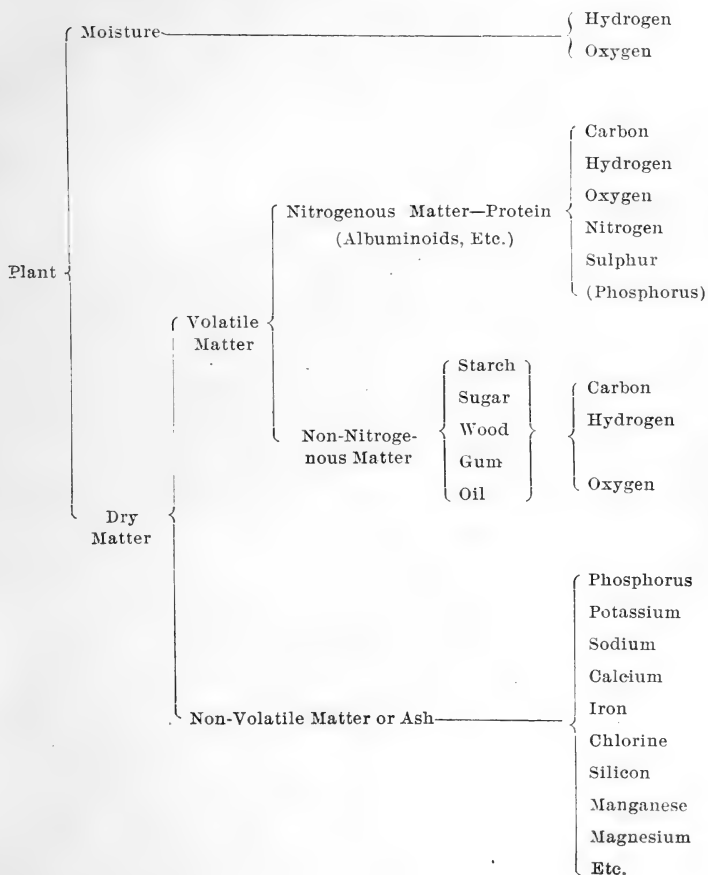 Hydrogen
Moisture
Oxygen
Carbon
Hydrogen
Oxygen
Nitrogenous Matter—Protein
(Albuminoids, Etc.)
Nitrogen
Sulphur
Plant
(Phosphorus)
Volatile
Matter
Starch
Sugar
Wood
Gum
Oil
Non-Nitroge-
nous Matter
Carbon
Hydrogen
Oxygen
Dry
Matter
Phosphorus
Potassium
Sodium
Calcium
Iron
Non-Volatile Matter or Ash
Chlorine
Silicon
Manganese
Magnesium
Etc.